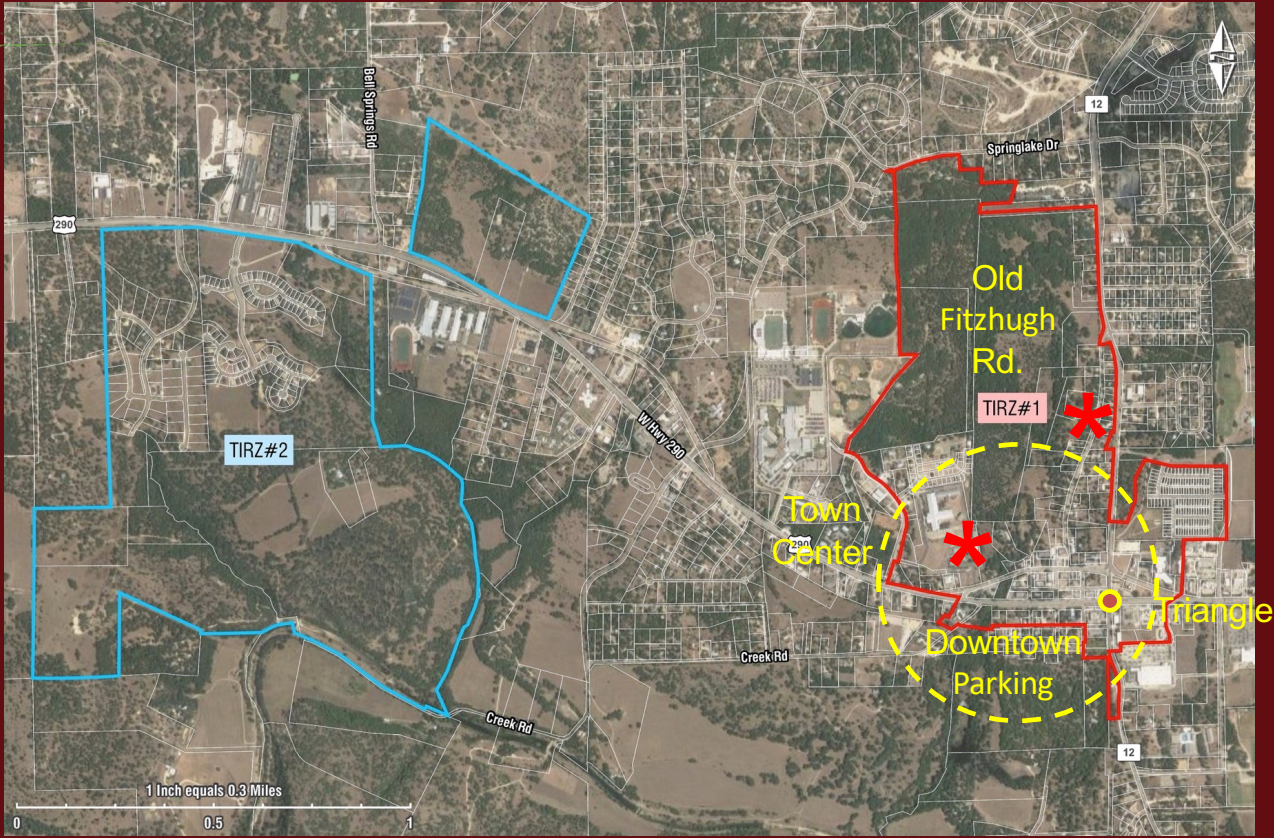 Bell Springs Rd
12
Springlake Dr
290
Old
Fitzhugh
Rd.
TIRZ#1
*
W Hwy 290
TIRZ#2
Town
Center
290
*
Triangle
Downtown
Parking
Creek Rd
Creek Rd
12
1 Inch equals 0.3 Miles
0 0.5 1